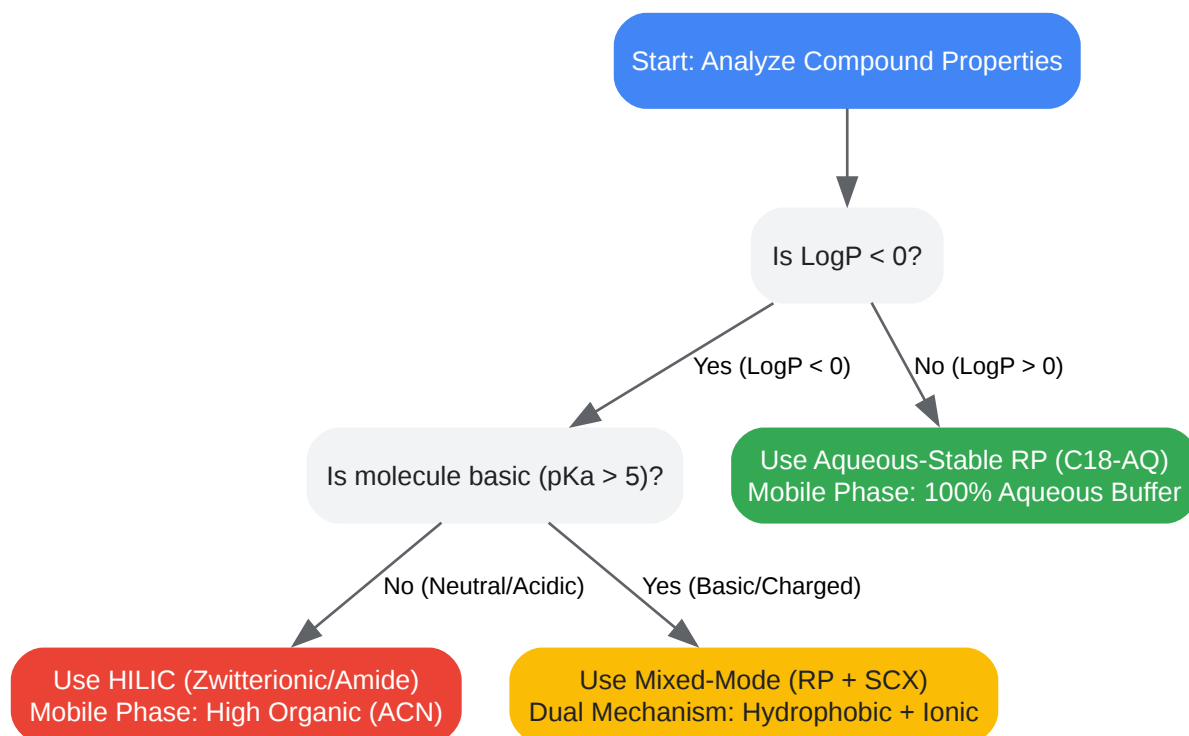 Start: Analyze Compound Properties
Is LogP < 0?
Yes (LogP < 0)
No (LogP > 0)
Is molecule basic (pKa > 5)?
Use Aqueous-Stable RP (C18-AQ)
Mobile Phase: 100% Aqueous Buffer
No (Neutral/Acidic)
Yes (Basic/Charged)
Use HILIC (Zwitterionic/Amide)
Mobile Phase: High Organic (ACN)
Use Mixed-Mode (RP + SCX)
Dual Mechanism: Hydrophobic + Ionic